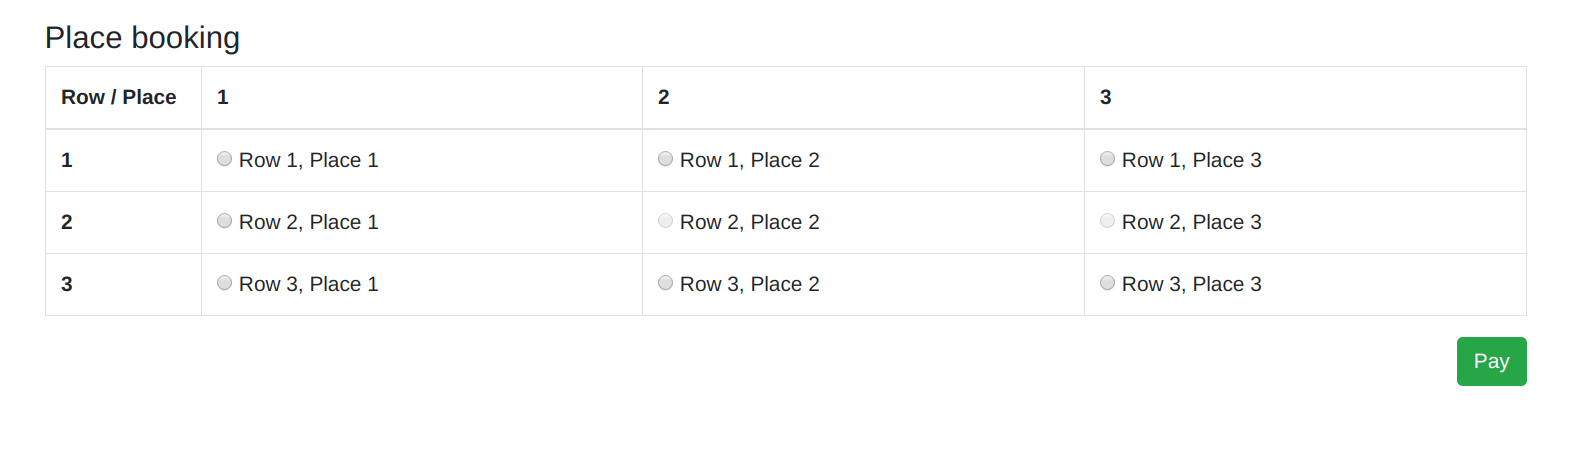 Place booking
Row / Place 1 2 3
1 Row 1, Place 1 Row 1, Place 2 Row 1, Place 3
2 Row 2, Place 1 Row 2, Place 2 Row 2, Place 3
3 Row 3, Place 1 Row 3, Place 2 Row 3, Place 3
Pay